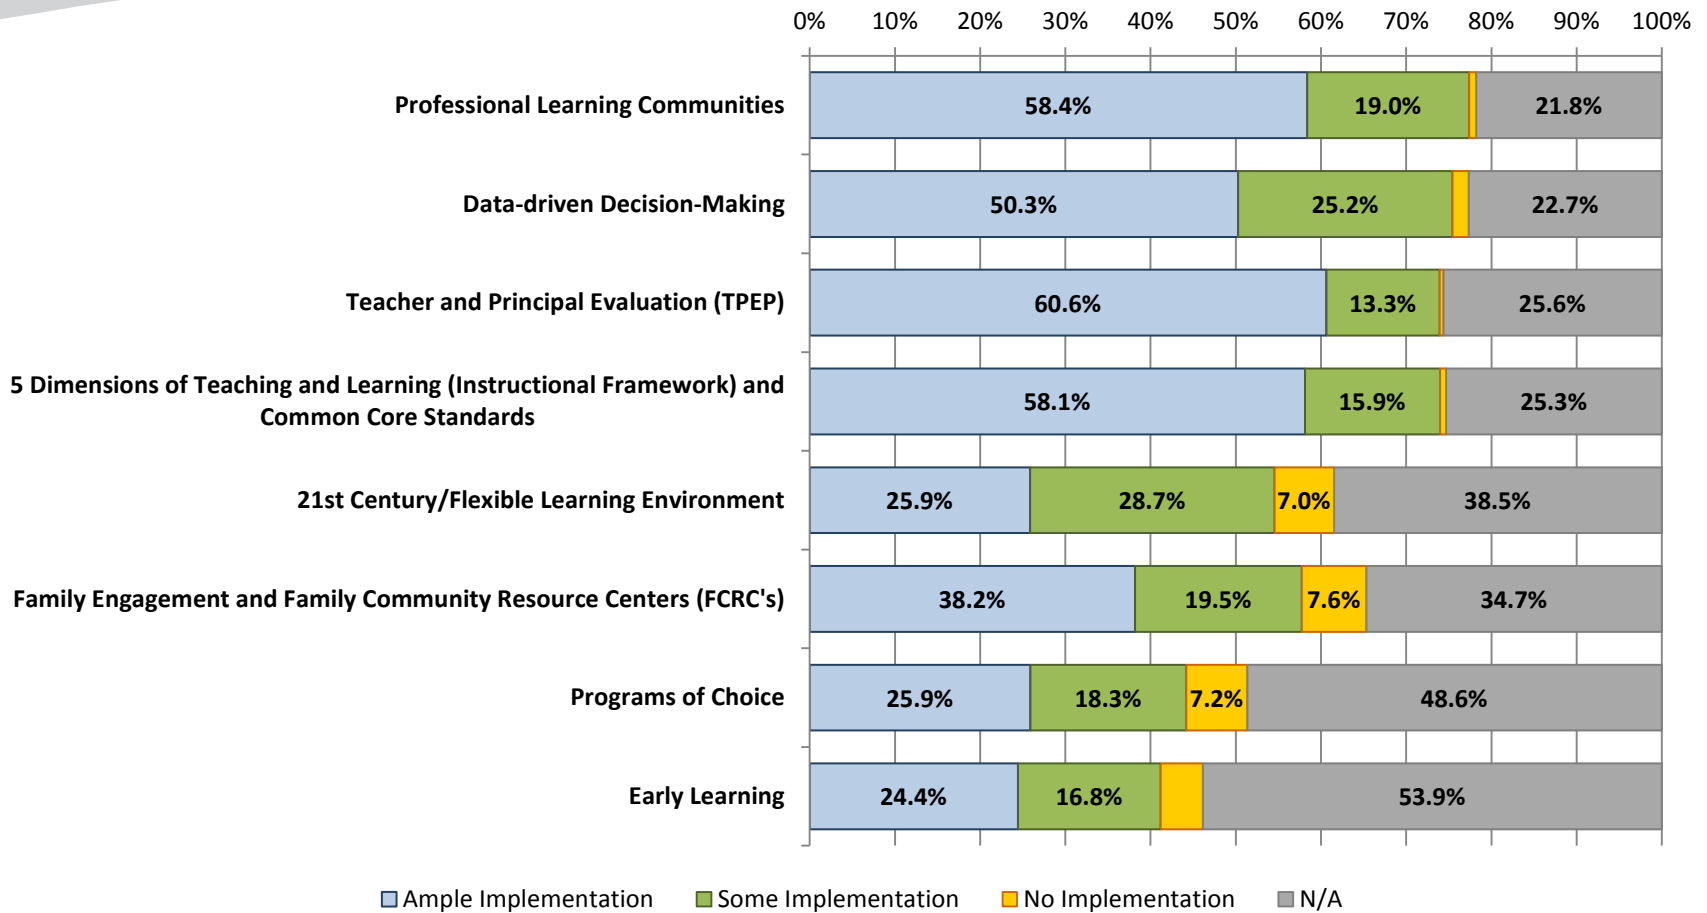 0% 10% 20% 30% 40% 50% 60% 70% 80% 90% 100%
Professional Learning Communities 58.4% 19.0% 21.8%
Data-driven Decision-Making 50.3% 25.2% 22.7%
Teacher and Principal Evaluation (TPEP) 60.6% 13.3% 25.6%
5 Dimensions of Teaching and Learning (Instructional Framework) and
Common Core Standards 58.1% 15.9% 25.3%
21st Century/Flexible Learning Environment 25.9% 28.7% 7.0% 38.5%
Family Engagement and Family Community Resource Centers (FCRC's) 38.2% 19.5% 7.6% 34.7%
Programs of Choice 25.9% 18.3% 7.2% 48.6%
Early Learning 24.4% 16.8% 53.9%
Ample Implementation Some Implementation No Implementation N/A